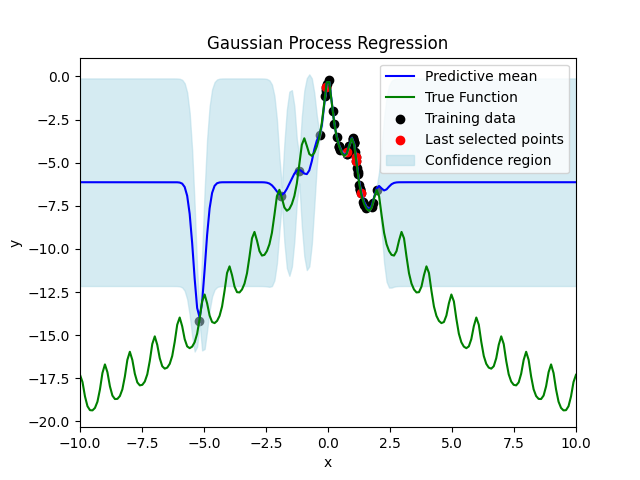 Gaussian Process Regression
Predictive mean
True Function
Training data
Last selected points
Confidence region
y
0.0
−2.5
−5.0
−7.5
−10.0
−12.5
−15.0
−17.5
−20.0
−10.0 −7.5 −5.0 −2.5 0.0 2.5 5.0 7.5 10.0
x